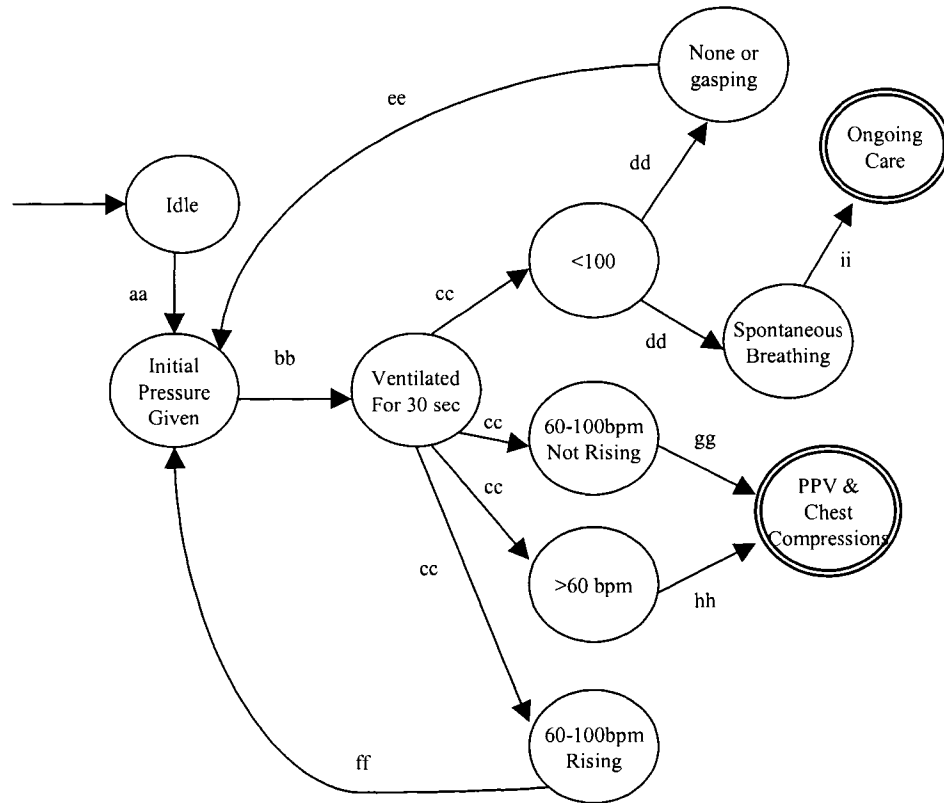 None or
gasping
ee
Ongoing
Care
dd
Idle
<100
ii
aa
cc
dd
Spontaneous
Breathing
Initial
Pressure
Given
bb
Ventilated
For 30 sec
cc
60-100bpm
Not Rising
gg
cc
PPV &
Chest
Compressions
cc
>60 bpm
hh
60-100bpm
Rising
ff